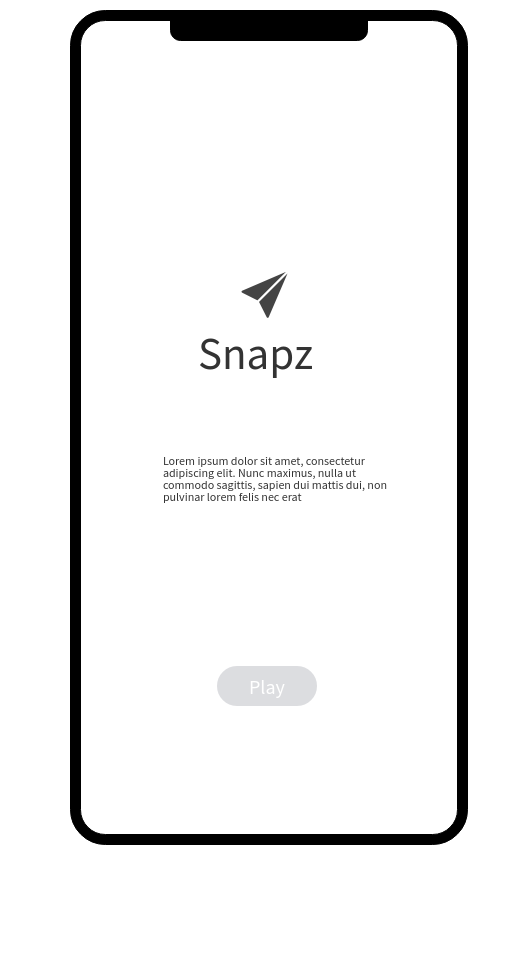 Snapz
Lorem ipsum dolor sit amet, consectetur
adipiscing elit. Nunc maximus, nulla ut
commodo sagittis, sapien dui mattis dui, non
pulvinar lorem felis nec erat
Play